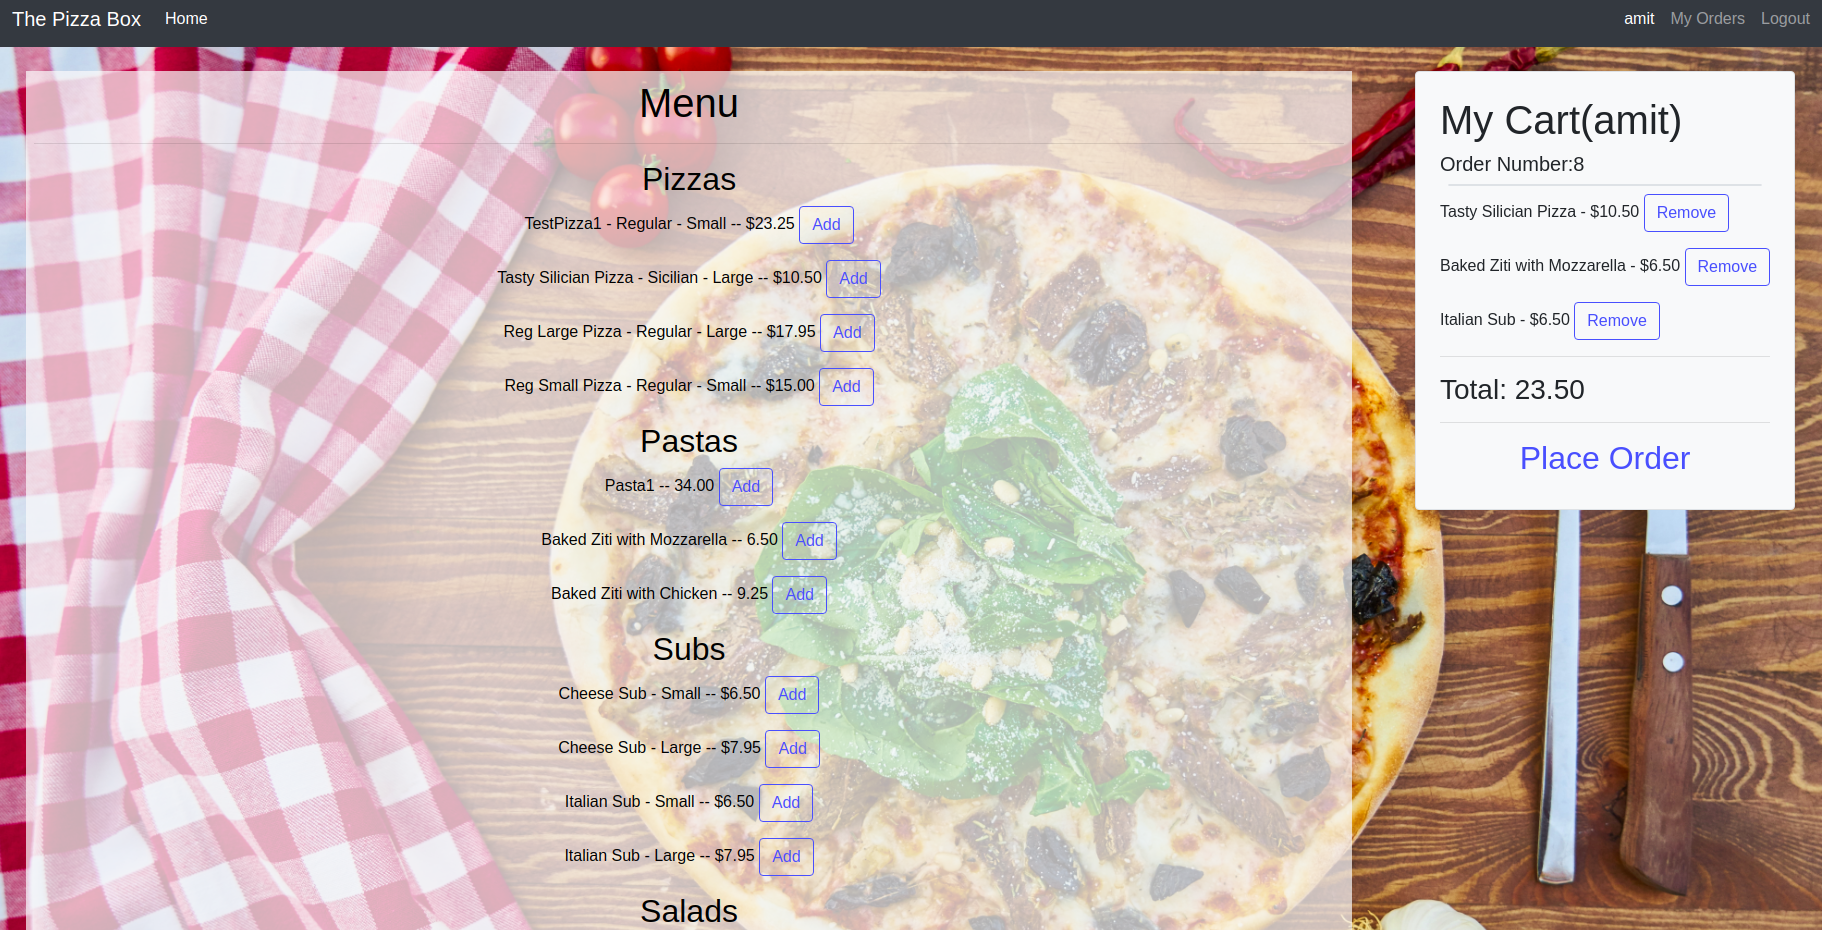 The Pizza Box Home amit My Orders Logout
Menu
Pizzas
TestPizza1 - Regular - Small -- $23.25 Add
Tasty Silician Pizza - Sicilian - Large -- $10.50 Add
Reg Large Pizza - Regular - Large -- $17.95 Add
Reg Small Pizza - Regular - Small -- $15.00 Add
Pastas
Pasta1 -- 34.00 Add
Baked Ziti with Mozzarella -- 6.50 Add
Baked Ziti with Chicken -- 9.25 Add
Subs
Cheese Sub - Small -- $6.50 Add
Cheese Sub - Large -- $7.95 Add
Italian Sub - Small -- $6.50 Add
Italian Sub - Large -- $7.95 Add
Salads
My Cart(amit)
Order Number:8
Tasty Silician Pizza - $10.50 Remove
Baked Ziti with Mozzarella - $6.50 Remove
Italian Sub - $6.50 Remove
Total: 23.50
Place Order